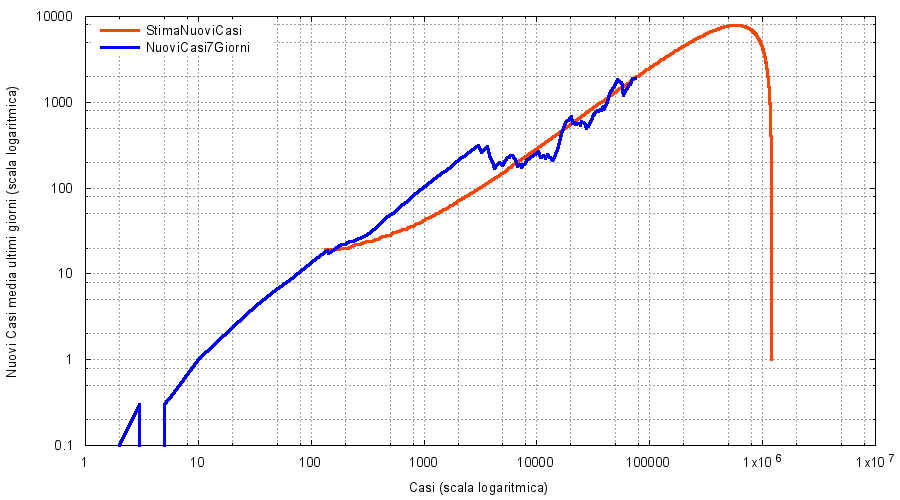 10000
1000
100
10
1
0.1
StimaNuoviCasi
NuoviCasi7Giorni
Nuovi Casi media ultimi giorni (scala logaritmica)
1
10
100
1000
10000
100000
1x10 6
1x10 7
Casi (scala logaritmica)